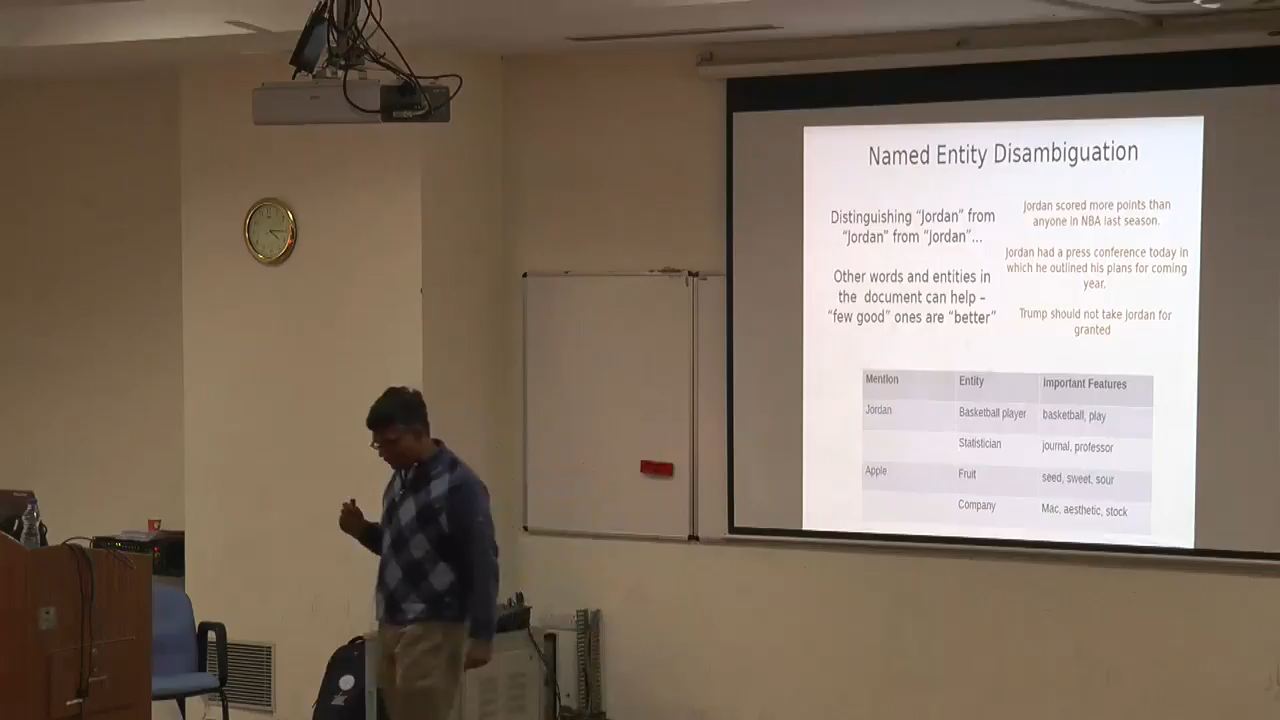 Named Entity Disambiguation
Distinguishing “Jordan” from
“Jordan” from “Jordan”...
Other words and entities in
the document can help –
“few good” ones are “better”
Jordan scored more points than
anyone in NBA last season.
Jordan had a press conference today in
which he outlined his plans for coming
year.
Trump should not take Jordan for
granted
Mention Entity Important Features
Jordan Basketball player basketball, play
Statistician journal, professor
Apple Fruit seed, sweet, sour
Company Mac, aesthetic, stock